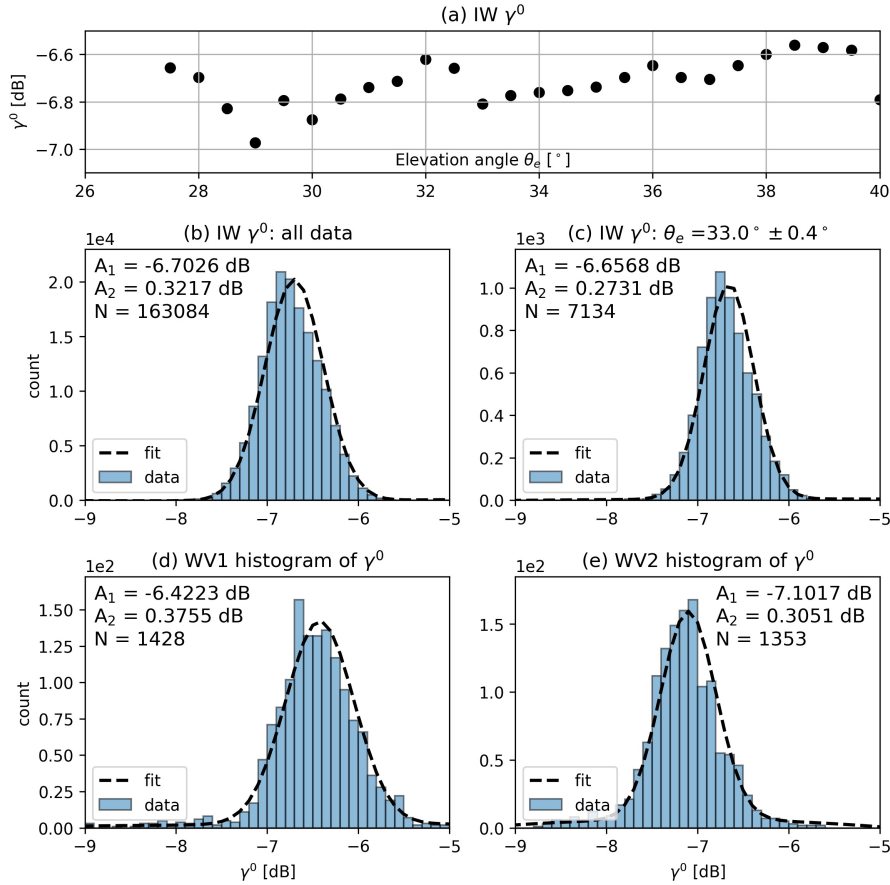 (a) IW γ⁰
γ⁰ [dB]
−6.6
−6.8
−7.0
Elevation angle θₑ [°]
26 28 30 32 34 36 38 40
(b) IW γ⁰: all data
1e4
A₁ = -6.7026 dB
A₂ = 0.3217 dB
N = 163084
count
2.0
1.5
1.0
0.5
0.0
fit
data
−9 −8 −7 −6 −5
(c) IW γ⁰: θₑ =33.0° ± 0.4°
1e3
A₁ = -6.6568 dB
A₂ = 0.2731 dB
N = 7134
1.0
0.8
0.6
0.4
0.2
0.0
fit
data
−9 −8 −7 −6 −5
(d) WV1 histogram of γ⁰
1e2
A₁ = -6.4223 dB
A₂ = 0.3755 dB
N = 1428
count
1.50
1.25
1.00
0.75
0.50
0.25
0.00
fit
data
−9 −8 −7 −6 −5
γ⁰ [dB]
(e) WV2 histogram of γ⁰
1e2
A₁ = -7.1017 dB
A₂ = 0.3051 dB
N = 1353
1.5
1.0
0.5
0.0
fit
data
−9 −8 −7 −6 −5
γ⁰ [dB]